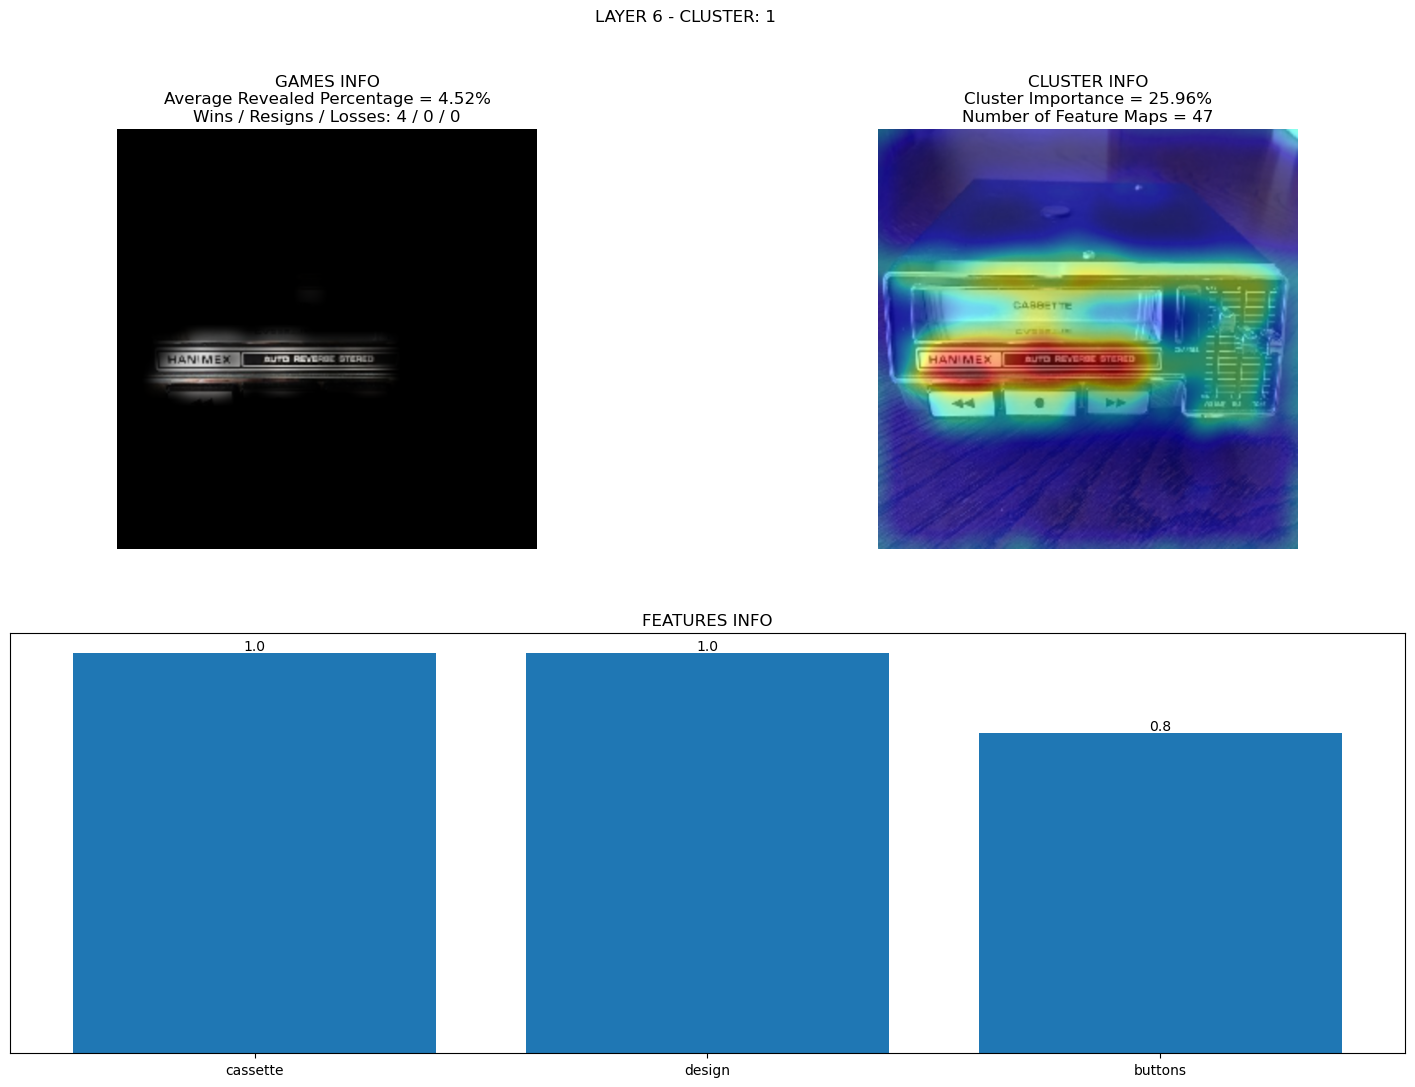 LAYER 6 - CLUSTER: 1
GAMES INFO
Average Revealed Percentage = 4.52%
Wins / Resigns / Losses: 4 / 0 / 0
HANIMEX AUTO REVERSE STEREO
CLUSTER INFO
Cluster Importance = 25.96%
Number of Feature Maps = 47
CASSETTE
HANIMEX AUTO REVERSE STEREO
FEATURES INFO
1.0
1.0
0.8
cassette
design
buttons